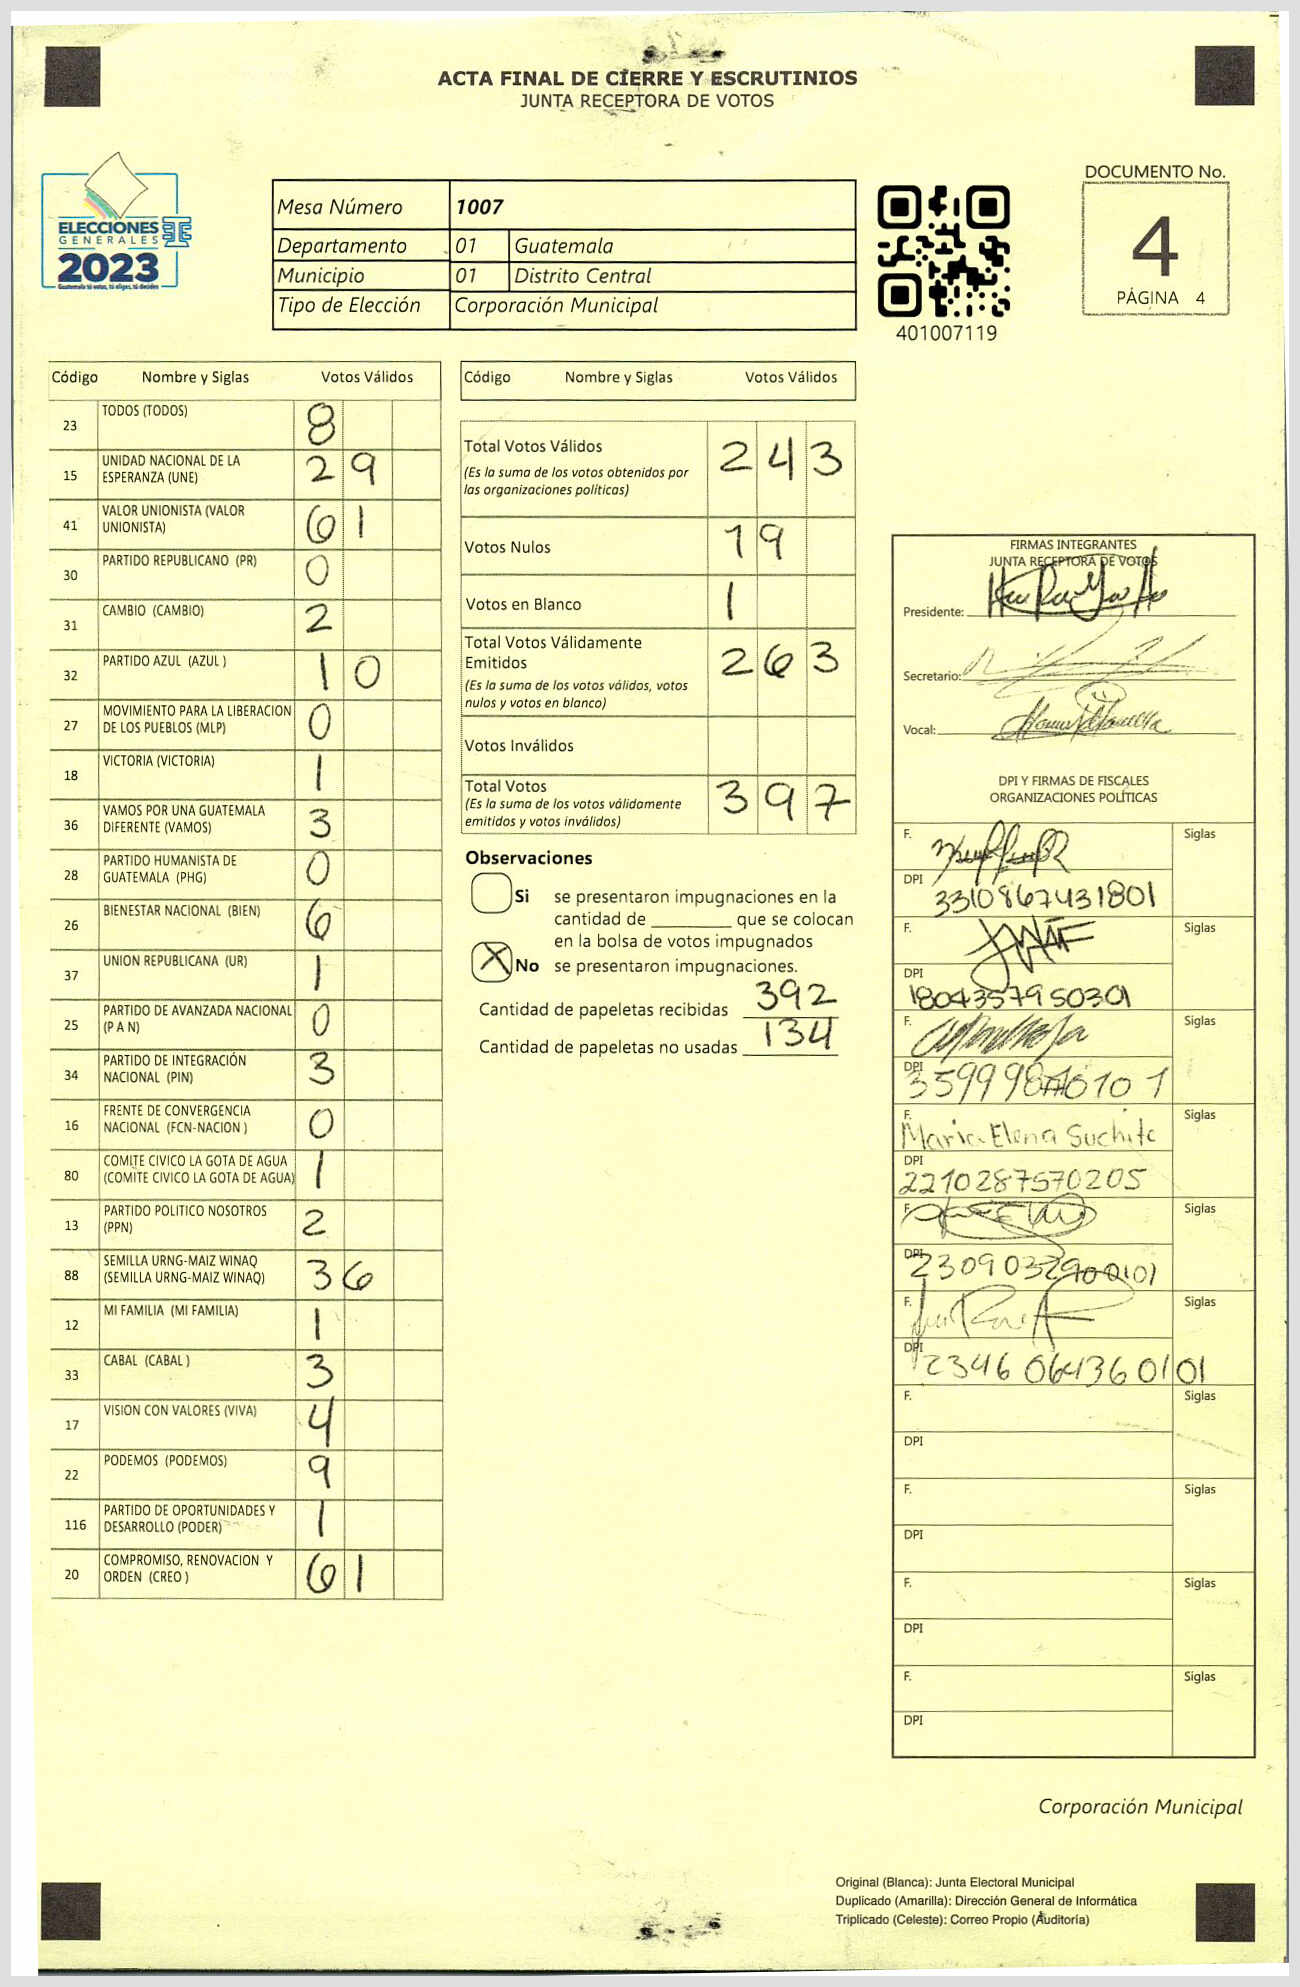 ACTA FINAL DE CIERRE Y ESCRUTINIOS
JUNTA RECEPTORA DE VOTOS
ELECCIONES
GENERALES
2023
Guatemala tú votas, tú eliges, tú decides
Mesa Número 1007
Departamento 01 Guatemala
Municipio 01 Distrito Central
Tipo de Elección Corporación Municipal
401007119
DOCUMENTO No.
4
PÁGINA 4
Código Nombre y Siglas Votos Válidos
23 TODOS (TODOS) 8
15 UNIDAD NACIONAL DE LA
ESPERANZA (UNE) 29
41 VALOR UNIONISTA (VALOR
UNIONISTA) 61
30 PARTIDO REPUBLICANO (PR) 0
31 CAMBIO (CAMBIO) 2
32 PARTIDO AZUL (AZUL ) 10
27 MOVIMIENTO PARA LA LIBERACION
DE LOS PUEBLOS (MLP) 0
18 VICTORIA (VICTORIA) 1
36 VAMOS POR UNA GUATEMALA
DIFERENTE (VAMOS) 3
28 PARTIDO HUMANISTA DE
GUATEMALA (PHG) 0
26 BIENESTAR NACIONAL (BIEN) 6
37 UNION REPUBLICANA (UR) 1
25 PARTIDO DE AVANZADA NACIONAL
(P A N) 0
34 PARTIDO DE INTEGRACIÓN
NACIONAL (PIN) 3
16 FRENTE DE CONVERGENCIA
NACIONAL (FCN-NACION ) 0
80 COMITE CIVICO LA GOTA DE AGUA
(COMITE CIVICO LA GOTA DE AGUA) 1
13 PARTIDO POLITICO NOSOTROS
(PPN) 2
88 SEMILLA URNG-MAIZ WINAQ
(SEMILLA URNG-MAIZ WINAQ) 36
12 MI FAMILIA (MI FAMILIA) 1
33 CABAL (CABAL ) 3
17 VISION CON VALORES (VIVA) 4
22 PODEMOS (PODEMOS) 9
116 PARTIDO DE OPORTUNIDADES Y
DESARROLLO (PODER) 1
20 COMPROMISO, RENOVACION Y
ORDEN (CREO ) 61
Código Nombre y Siglas Votos Válidos
Total Votos Válidos 243
(Es la suma de los votos obtenidos por
las organizaciones políticas)
Votos Nulos 19
Votos en Blanco 1
Total Votos Válidamente
Emitidos 263
(Es la suma de los votos válidos, votos
nulos y votos en blanco)
Votos Inválidos
Total Votos 397
(Es la suma de los votos válidamente
emitidos y votos inválidos)
Observaciones
Si se presentaron impugnaciones en la
cantidad de ________ que se colocan
en la bolsa de votos impugnados
X No se presentaron impugnaciones.
Cantidad de papeletas recibidas 392
Cantidad de papeletas no usadas 134
FIRMAS INTEGRANTES
JUNTA RECEPTORA DE VOTOS
Presidente:
Secretario:
Vocal:
DPI Y FIRMAS DE FISCALES
ORGANIZACIONES POLÍTICAS
F. Siglas
DPI 3310867431801
F. Siglas
DPI 1804357950301
F. Siglas
DPI
F. Maria Elena Suchite Siglas
DPI 2210287570205
F. Siglas
DPI
F. Siglas
DPI 2346064360101
F. Siglas
DPI
F. Siglas
DPI
F. Siglas
DPI
F. Siglas
DPI
Corporación Municipal
Original (Blanca): Junta Electoral Municipal
Duplicado (Amarilla): Dirección General de Informática
Triplicado (Celeste): Correo Propio (Auditoría)